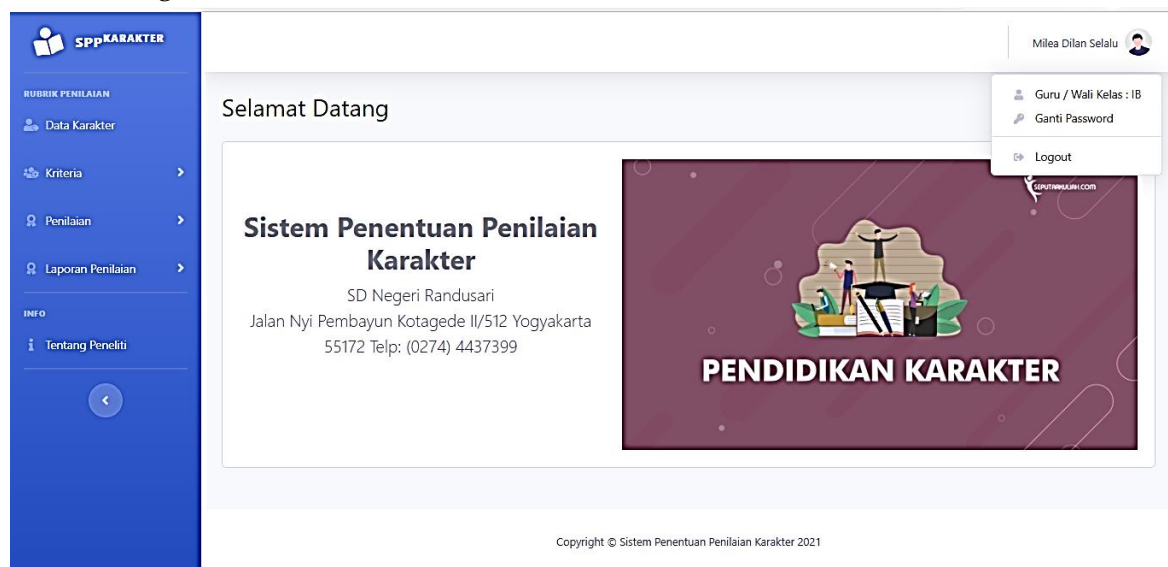 SPPKARAKTER
Milea Dilan Selalu
RUBRIK PENILAIAN
Data Karakter
Kriteria
Penilaian
Laporan Penilaian
INFO
Tentang Peneliti
Guru / Wali Kelas : IB
Ganti Password
Logout
Selamat Datang
Sistem Penentuan Penilaian
Karakter
SD Negeri Randusari
Jalan Nyi Pembayun Kotagede II/512 Yogyakarta
55172 Telp: (0274) 4437399
SEPUTARKULIAH.COM
PENDIDIKAN KARAKTER
Copyright © Sistem Penentuan Penilaian Karakter 2021